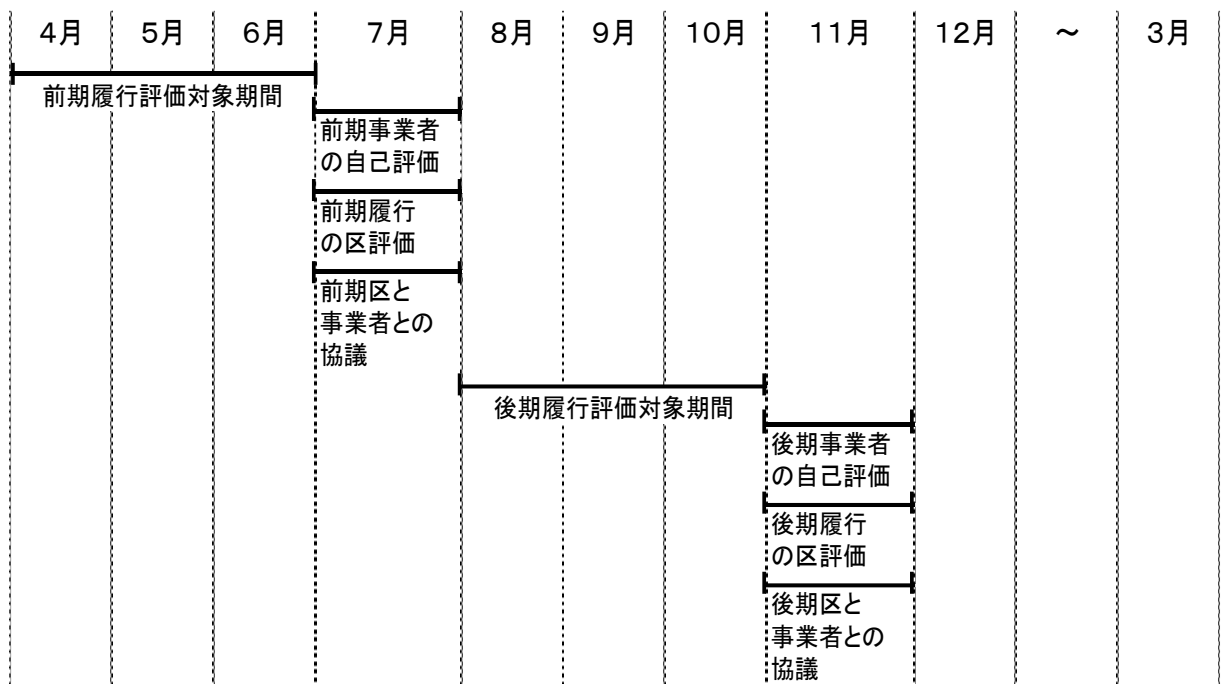 4月 5月 6月 7月 8月 9月 10月 11月 12月 ～ 3月
前期履行評価対象期間
前期事業者
の自己評価
前期履行
の区評価
前期区と
事業者との
協議
後期履行評価対象期間
後期事業者
の自己評価
後期履行
の区評価
後期区と
事業者との
協議